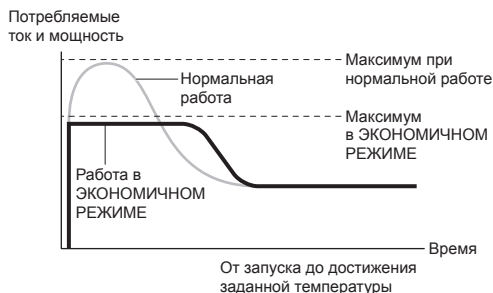 Потребляемые
ток и мощность
Максимум при
нормальной работе
Нормальная
работа
Максимум
в ЭКОНОМИЧНОМ
РЕЖИМЕ
Работа в
ЭКОНОМИЧНОМ
РЕЖИМЕ
Время
От запуска до достижения
заданной температуры